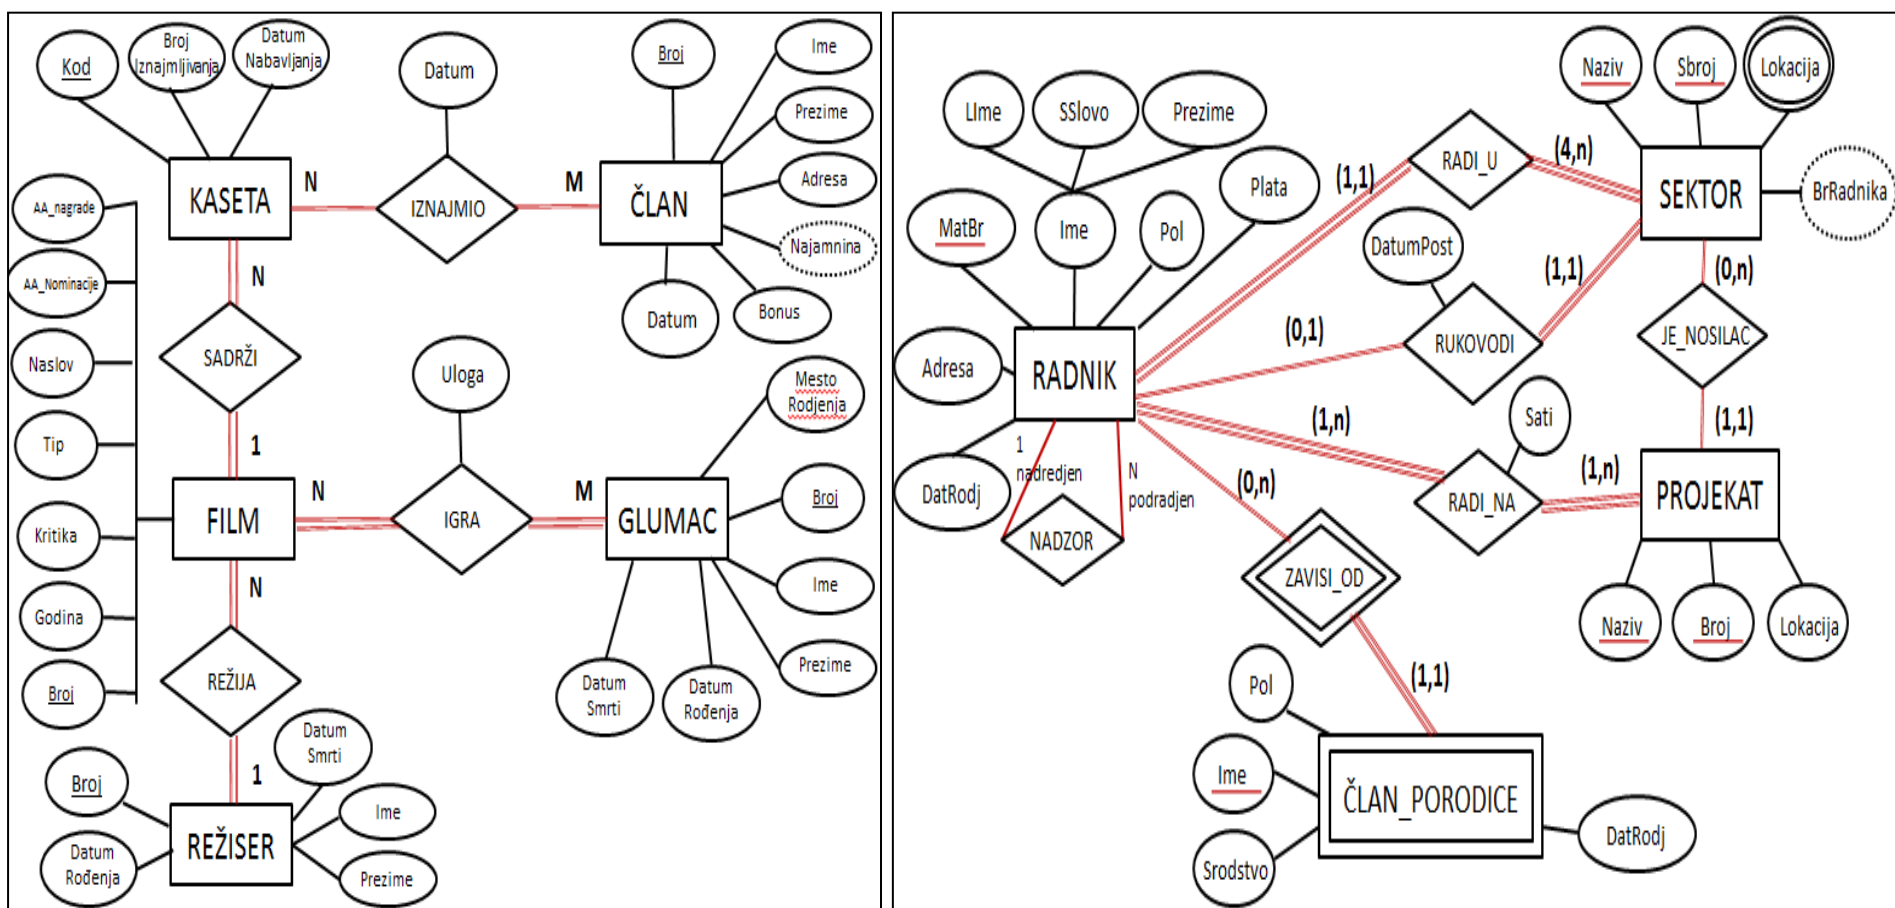 Kod
Broj
Iznajmljivanja
Datum
Nabavljanja
Datum
Broj
Ime
Prezime
Adresa
Najamnina
Bonus
Datum
KASETA
N
IZNAJMIO
M
ČLAN
AA_nagrade
AA_Nominacije
Naslov
Tip
Kritika
Godina
Broj
N
SADRŽI
1
Uloga
Mesto
Rodjenja
FILM
N
IGRA
M
GLUMAC
Broj
Ime
Prezime
Datum
Smrti
Datum
Rođenja
N
REŽIJA
1
Datum
Smrti
Broj
Ime
Datum
Rođenja
REŽISER
Prezime
LIme
SSlovo
Prezime
MatBr
Ime
Pol
Plata
Adresa
RADNIK
DatRodj
1
nadredjen
N
podradjen
NADZOR
(1,1)
RADI_U
(4,n)
Naziv
Sbroj
Lokacija
SEKTOR
BrRadnika
DatumPost
(0,1)
RUKOVODI
(1,1)
(0,n)
JE_NOSILAC
(1,1)
(1,n)
Sati
RADI_NA
(1,n)
PROJEKAT
Naziv
Broj
Lokacija
(0,n)
ZAVISI_OD
(1,1)
Pol
Ime
Srodstvo
ČLAN_PORODICE
DatRodj